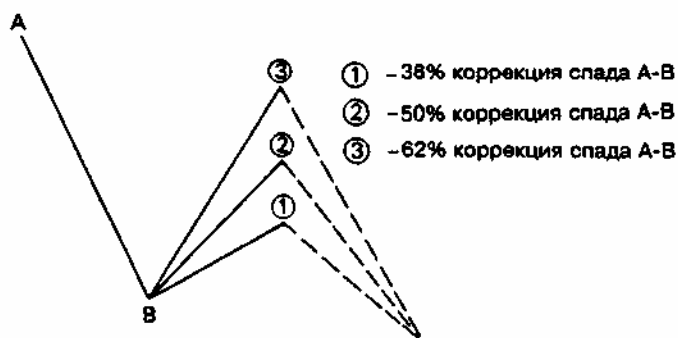 A
③
① – 38% коррекция спада А-В
② – 50% коррекция спада А-В
②
③ – 62% коррекция спада А-В
①
B